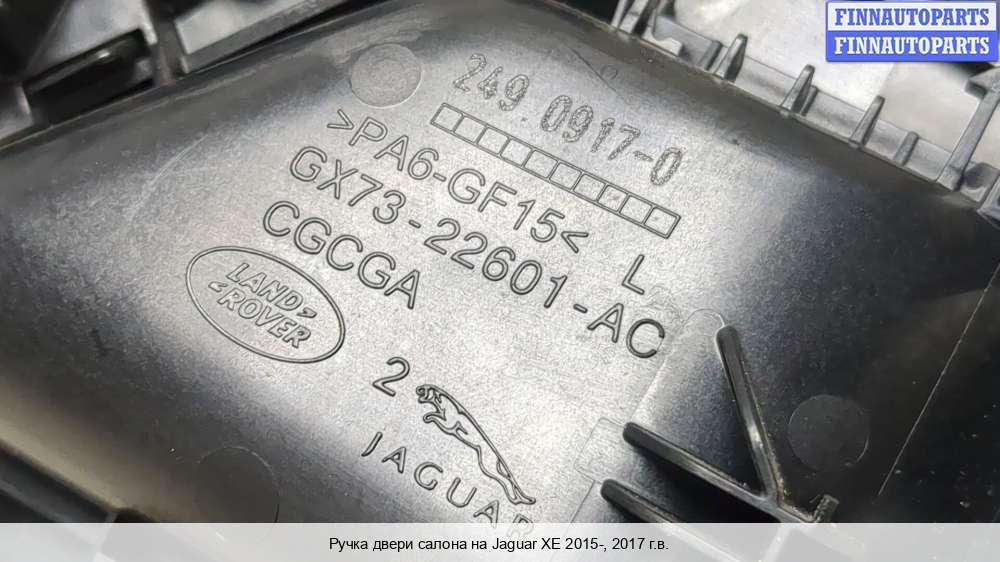 FINNAUTOPARTS
FINNAUTOPARTS
249 0917-0
>PA6-GF15< L
GX73-22601-AC
CGCGA
LAND
ROVER
2
JAGUAR
Ручка двери салона на Jaguar XE 2015-, 2017 г.в.